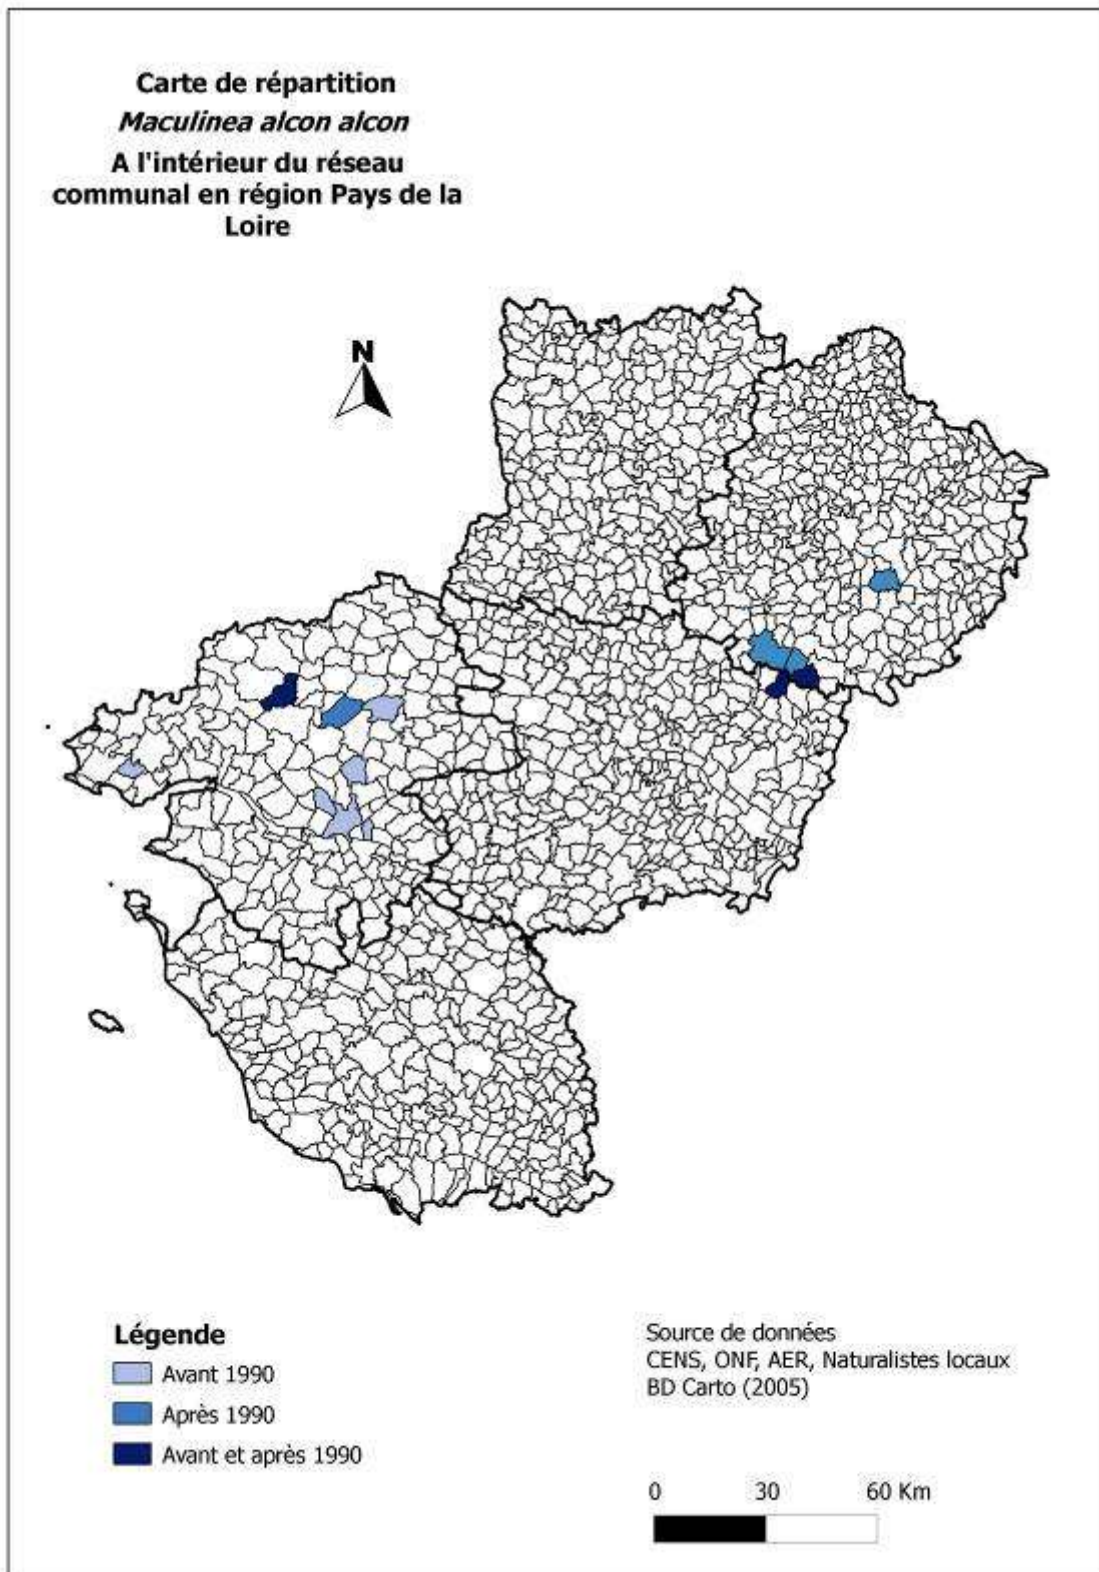 Carte de répartition
Maculinea alcon alcon
A l'intérieur du réseau
communal en région Pays de la
Loire
N
Légende
Avant 1990
Après 1990
Avant et après 1990
Source de données
CENS, ONF, AER, Naturalistes locaux
BD Carto (2005)
0 30 60 Km